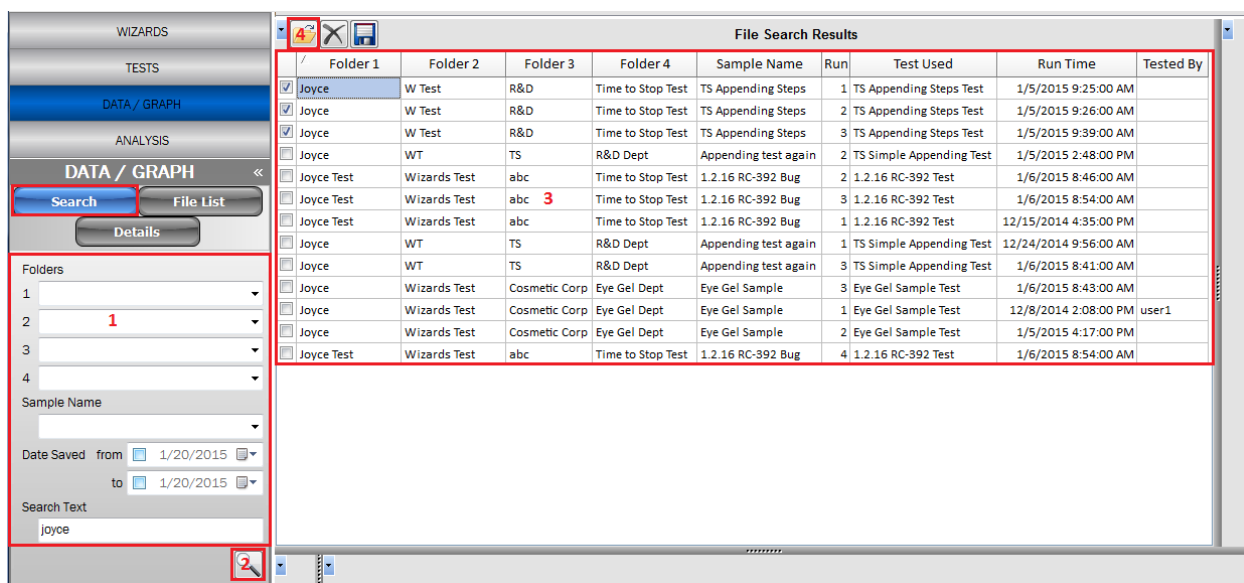 WIZARDS
TESTS
DATA / GRAPH
ANALYSIS
DATA / GRAPH «
Search File List
Details
Folders
1
2 1
3
4
Sample Name
Date Saved from 1/20/2015
to 1/20/2015
Search Text
joyce
2
4 File Search Results
Folder 1 Folder 2 Folder 3 Folder 4 Sample Name Run Test Used Run Time Tested By
Joyce W Test R&D Time to Stop Test TS Appending Steps 1 TS Appending Steps Test 1/5/2015 9:25:00 AM
Joyce W Test R&D Time to Stop Test TS Appending Steps 2 TS Appending Steps Test 1/5/2015 9:26:00 AM
Joyce W Test R&D Time to Stop Test TS Appending Steps 3 TS Appending Steps Test 1/5/2015 9:39:00 AM
Joyce WT TS R&D Dept Appending test again 2 TS Simple Appending Test 1/5/2015 2:48:00 PM
Joyce Test Wizards Test abc Time to Stop Test 1.2.16 RC-392 Bug 2 1.2.16 RC-392 Test 1/6/2015 8:46:00 AM
Joyce Test Wizards Test abc 3 Time to Stop Test 1.2.16 RC-392 Bug 3 1.2.16 RC-392 Test 1/6/2015 8:54:00 AM
Joyce Test Wizards Test abc Time to Stop Test 1.2.16 RC-392 Bug 1 1.2.16 RC-392 Test 12/15/2014 4:35:00 PM
Joyce WT TS R&D Dept Appending test again 1 TS Simple Appending Test 12/24/2014 9:56:00 AM
Joyce WT TS R&D Dept Appending test again 3 TS Simple Appending Test 1/6/2015 8:41:00 AM
Joyce Wizards Test Cosmetic Corp Eye Gel Dept Eye Gel Sample 3 Eye Gel Sample Test 1/6/2015 8:43:00 AM
Joyce Wizards Test Cosmetic Corp Eye Gel Dept Eye Gel Sample 1 Eye Gel Sample Test 12/8/2014 2:08:00 PM user1
Joyce Wizards Test Cosmetic Corp Eye Gel Dept Eye Gel Sample 2 Eye Gel Sample Test 1/5/2015 4:17:00 PM
Joyce Test Wizards Test abc Time to Stop Test 1.2.16 RC-392 Bug 4 1.2.16 RC-392 Test 1/6/2015 8:54:00 AM